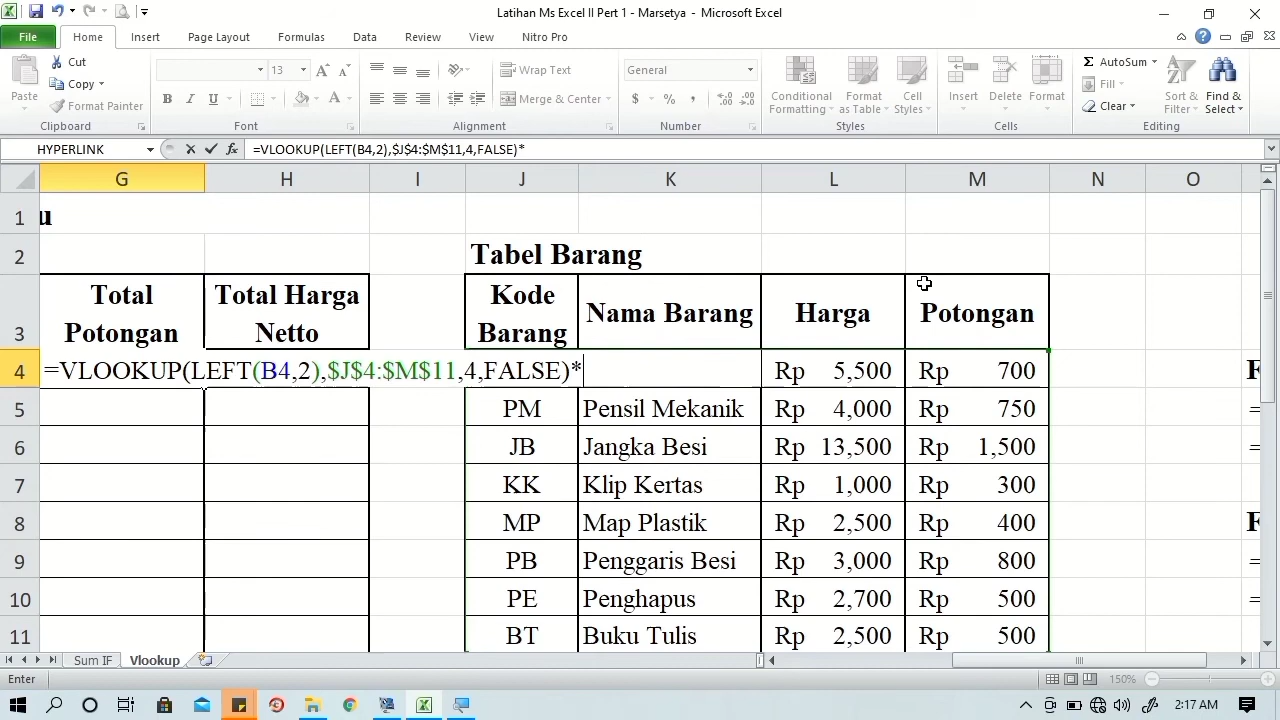 Latihan Ms Excel II Pert 1 - Marsetya - Microsoft Excel
File Home Insert Page Layout Formulas Data Review View Nitro Pro
Paste
Cut
Copy
Format Painter
Clipboard
13
A A
B I U A
Font
Wrap Text
Merge & Center
Alignment
General
$ % ,
Number
Conditional Formatting
Format as Table
Cell Styles
Styles
Insert Delete Format
Cells
Σ AutoSum
Fill
Clear
Sort & Filter
Find & Select
Editing
HYPERLINK fx =VLOOKUP(LEFT(B4,2),$J$4:$M$11,4,FALSE)*
G H I J K L M N O
1 u
2 Tabel Barang
3 Total Potongan Total Harga Netto Kode Barang Nama Barang Harga Potongan
4 =VLOOKUP(LEFT(B4,2),$J$4:$M$11,4,FALSE)* Rp 5,500 Rp 700
5 PM Pensil Mekanik Rp 4,000 Rp 750
6 JB Jangka Besi Rp 13,500 Rp 1,500
7 KK Klip Kertas Rp 1,000 Rp 300
8 MP Map Plastik Rp 2,500 Rp 400
9 PB Penggaris Besi Rp 3,000 Rp 800
10 PE Penghapus Rp 2,700 Rp 500
11 BT Buku Tulis Rp 2,500 Rp 500
Sum IF Vlookup
Enter 150%
2:17 AM